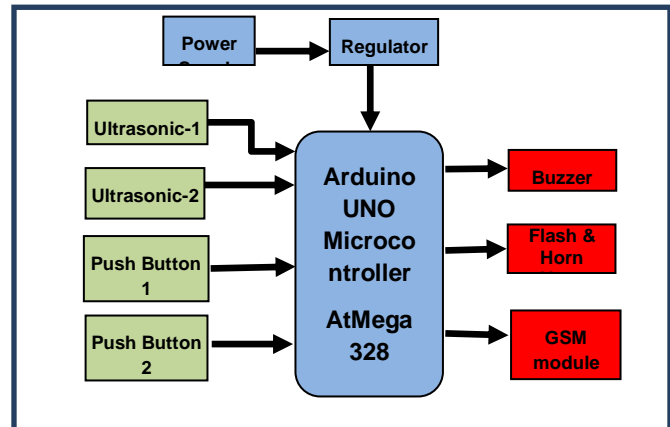 Power
Regulator
Ultrasonic-1
Ultrasonic-2
Push Button
1
Push Button
2
Arduino
UNO
Microco
ntroller
AtMega
328
Buzzer
Flash &
Horn
GSM
module